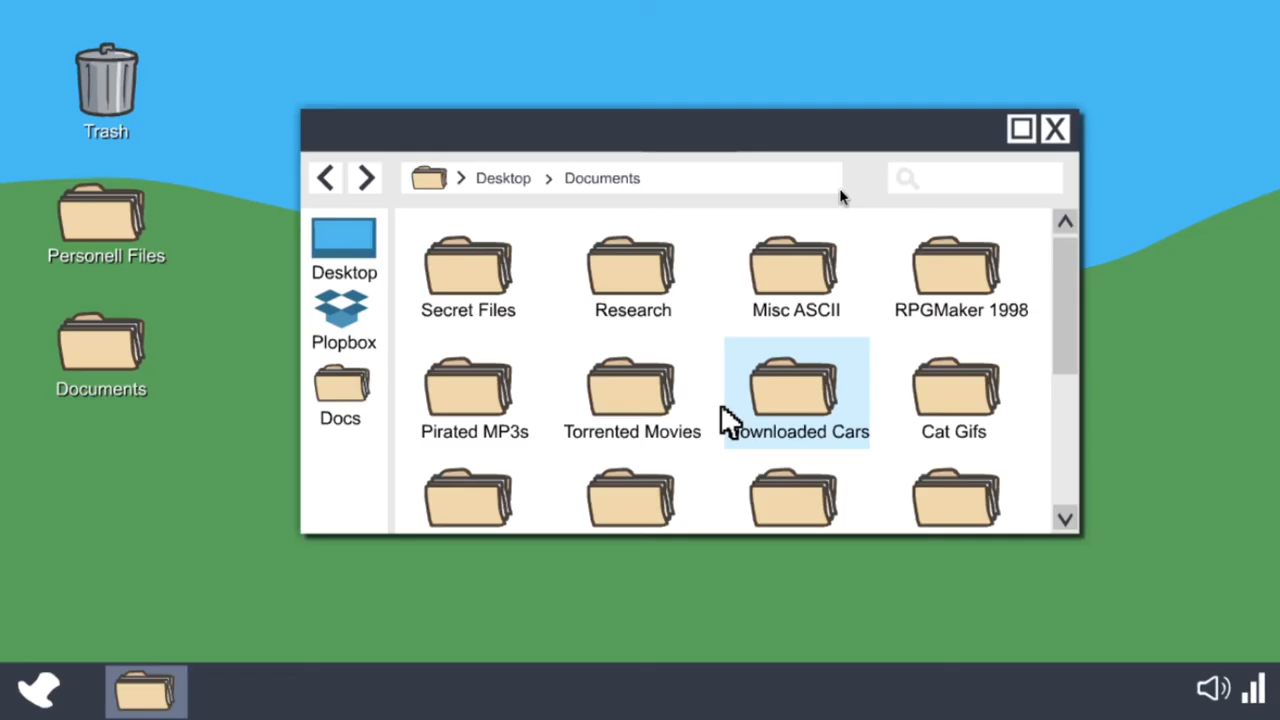 Trash
Personell Files
Documents
Desktop
Documents
Desktop
Plopbox
Docs
Secret Files
Research
Misc ASCII
RPGMaker 1998
Pirated MP3s
Torrented Movies
Downloaded Cars
Cat Gifs